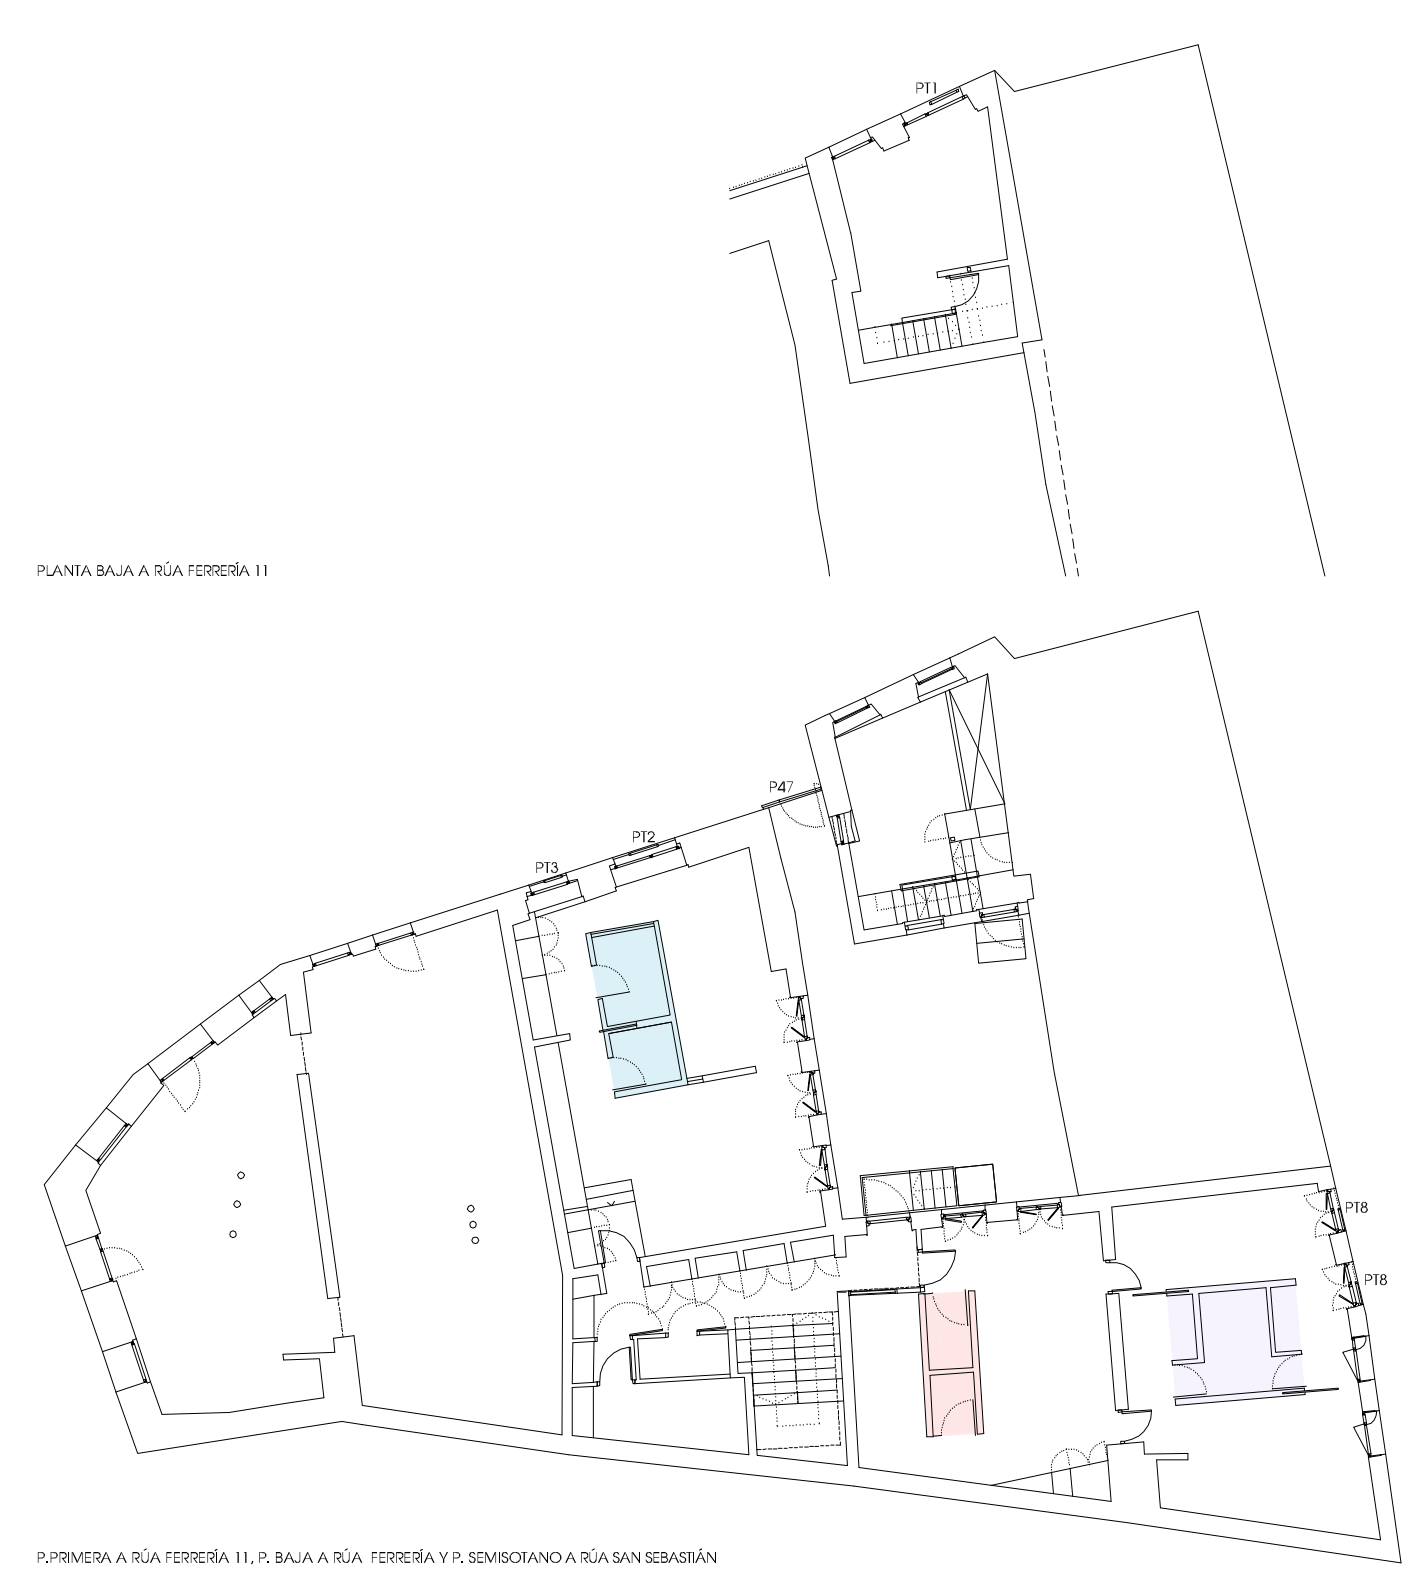 PT1
PLANTA BAJA A RÚA FERRERÍA 11
P47
PT2
PT3
PT8
PT8
P.PRIMERA A RÚA FERRERÍA 11, P. BAJA A RÚA FERRERÍA Y P. SEMISOTANO A RÚA SAN SEBASTIÁN